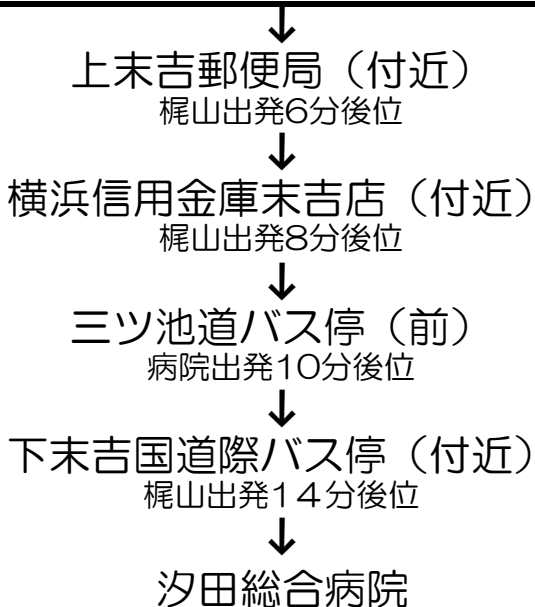 ↓
上末吉郵便局（付近）
梶山出発6分後位
↓
横浜信用金庫末吉店（付近）
梶山出発8分後位
↓
三ツ池道バス停（前）
病院出発10分後位
↓
下末吉国道際バス停（付近）
梶山出発１４分後位
↓
汐田総合病院